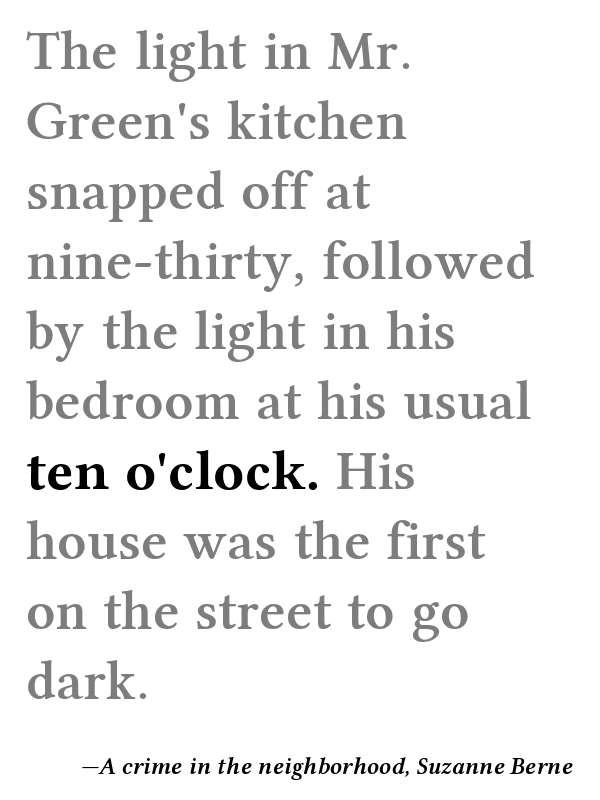 The light in Mr.
Green's kitchen
snapped off at
nine-thirty, followed
by the light in his
bedroom at his usual
ten o'clock. His
house was the first
on the street to go
dark.
—A crime in the neighborhood, Suzanne Berne